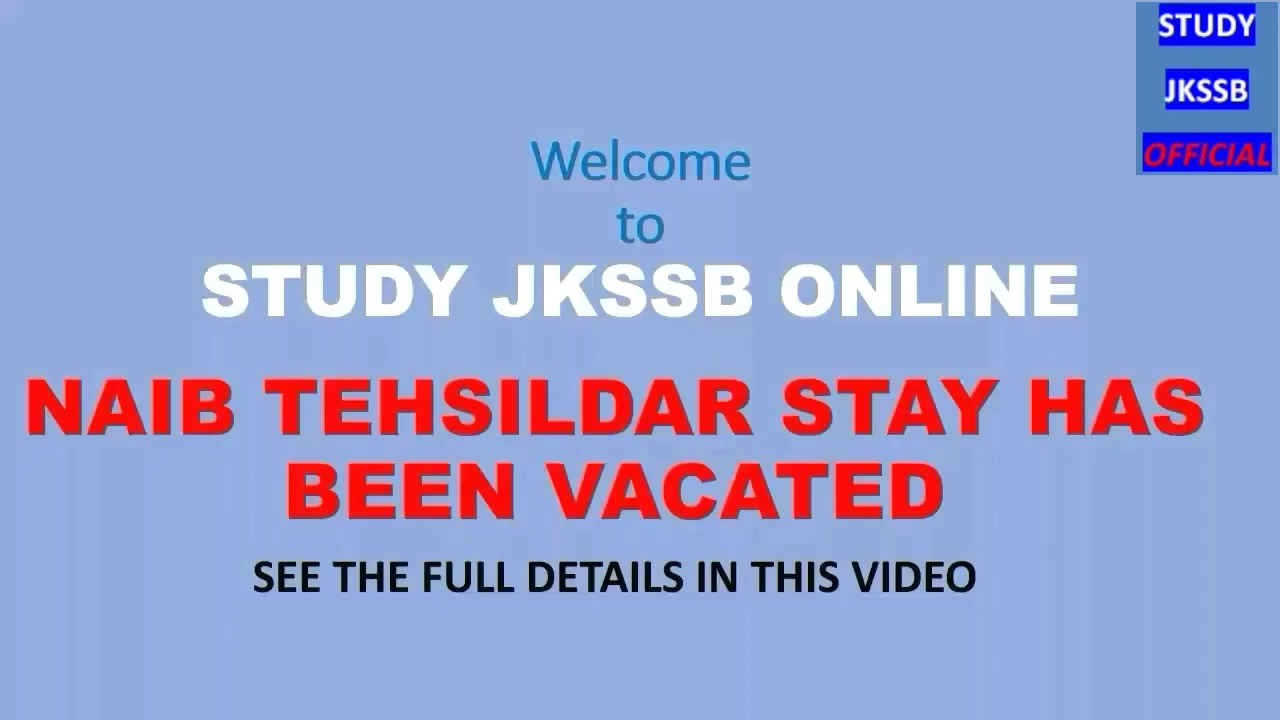 STUDY
JKSSB
OFFICIAL
Welcome
to
STUDY JKSSB ONLINE
NAIB TEHSILDAR STAY HAS
BEEN VACATED
SEE THE FULL DETAILS IN THIS VIDEO